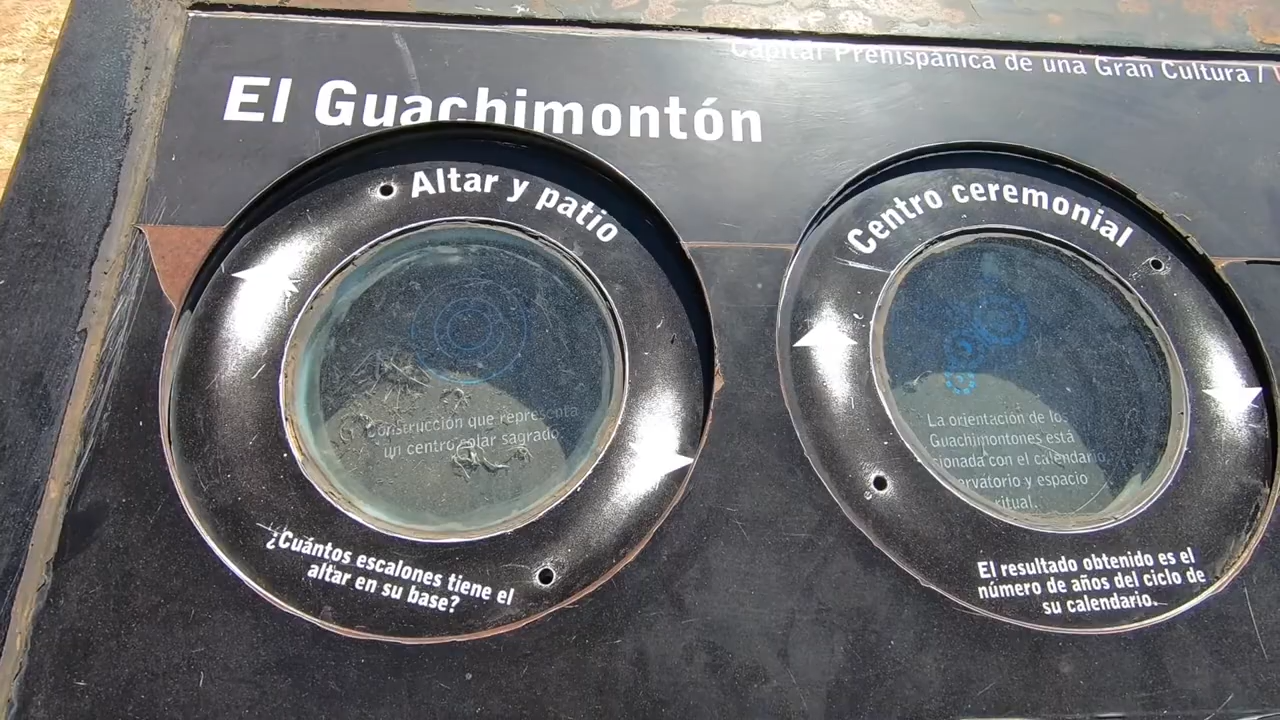 Capital Prehispánica de una Gran Cultura /
El Guachimontón
Altar y patio
Construcción que representa
un centro solar sagrado
¿Cuántos escalones tiene el
altar en su base?
Centro ceremonial
La orientación de los
Guachimontones está
con el calendario,
y espacio
ritual.
El resultado obtenido es el
número de años del ciclo de
su calendario.